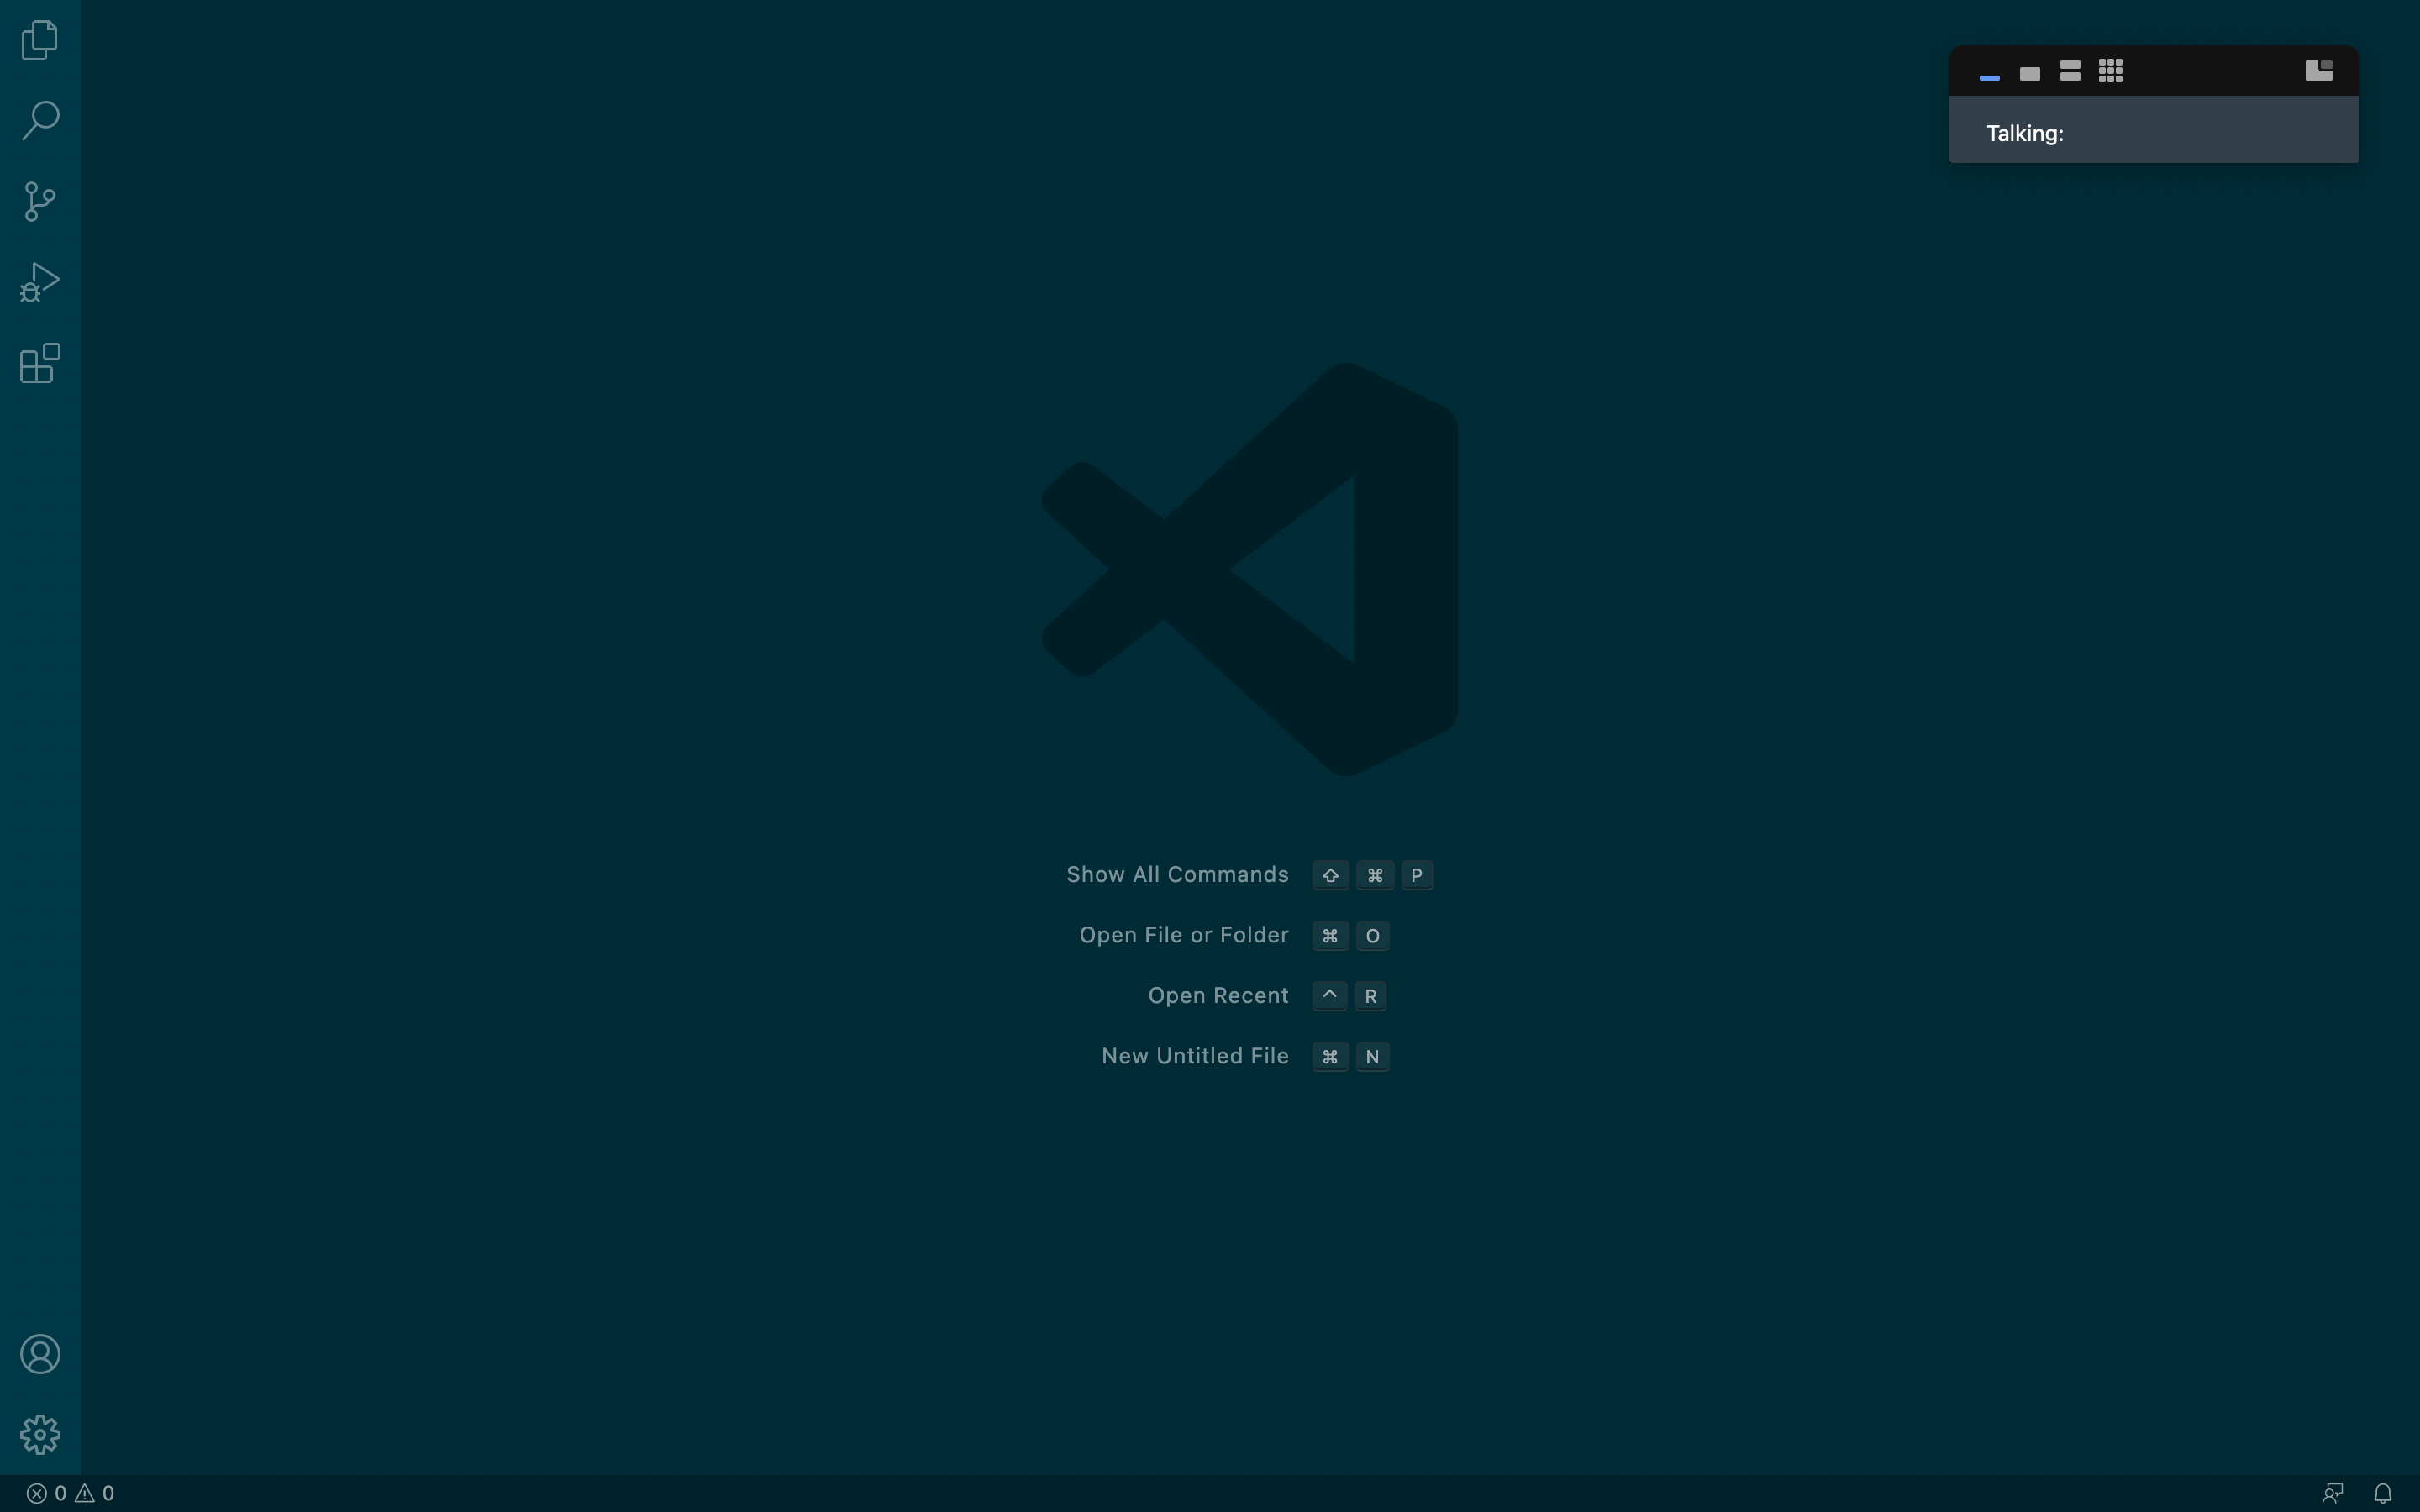 Talking:
Show All Commands ⇧ ⌘ P
Open File or Folder ⌘ O
Open Recent ^ R
New Untitled File ⌘ N
0 0